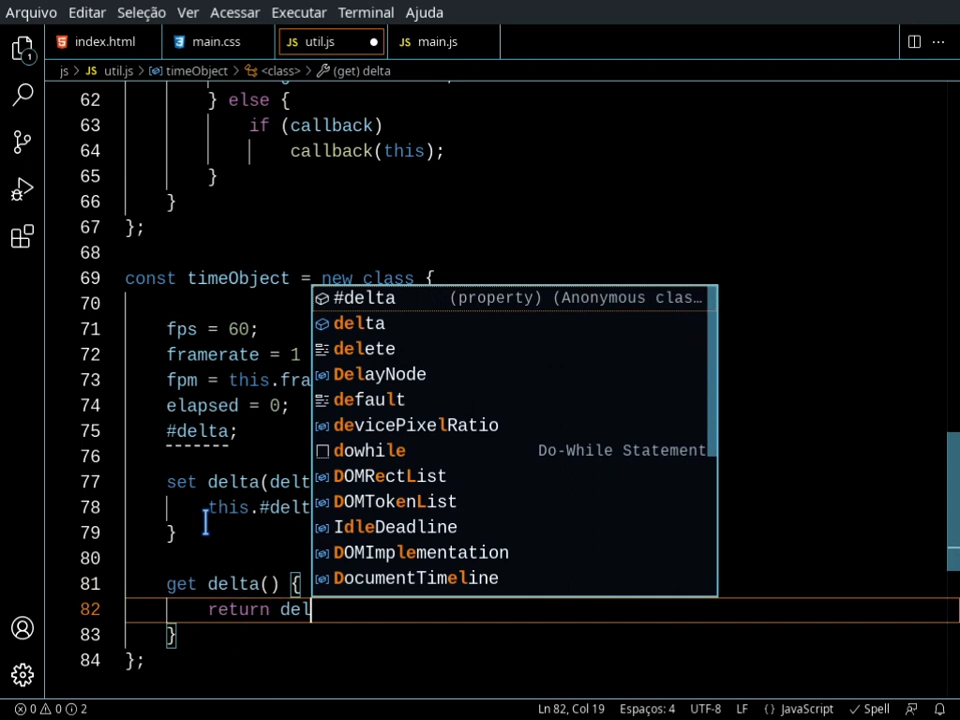 Arquivo Editar Seleção Ver Acessar Executar Terminal Ajuda
index.html main.css util.js main.js
js > util.js > timeObject > <class> > (get) delta
62 } else {
63 if (callback)
64 callback(this);
65 }
66 }
67 };
68
69 const timeObject = new class {
70
71 fps = 60;
72 framerate = 1
73 fpm = this.fra
74 elapsed = 0;
75 #delta;
76
77 set delta(delt
78 this.#delt
79 }
80
81 get delta() {
82 return del
83 }
84 };
#delta (property) (Anonymous clas…
delta
delete
DelayNode
default
devicePixelRatio
dowhile Do-While Statement
DOMRectList
DOMTokenList
IdleDeadline
DOMImplementation
DocumentTimeline
1
0 0 2 Ln 82, Col 19 Espaços: 4 UTF-8 LF {} JavaScript Spell